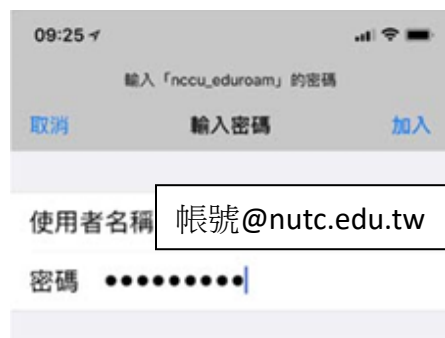 09:25
輸入「nccu_eduroam」的密碼
取消 輸入密碼 加入
使用者名稱 帳號@nutc.edu.tw
密碼 •••••••••